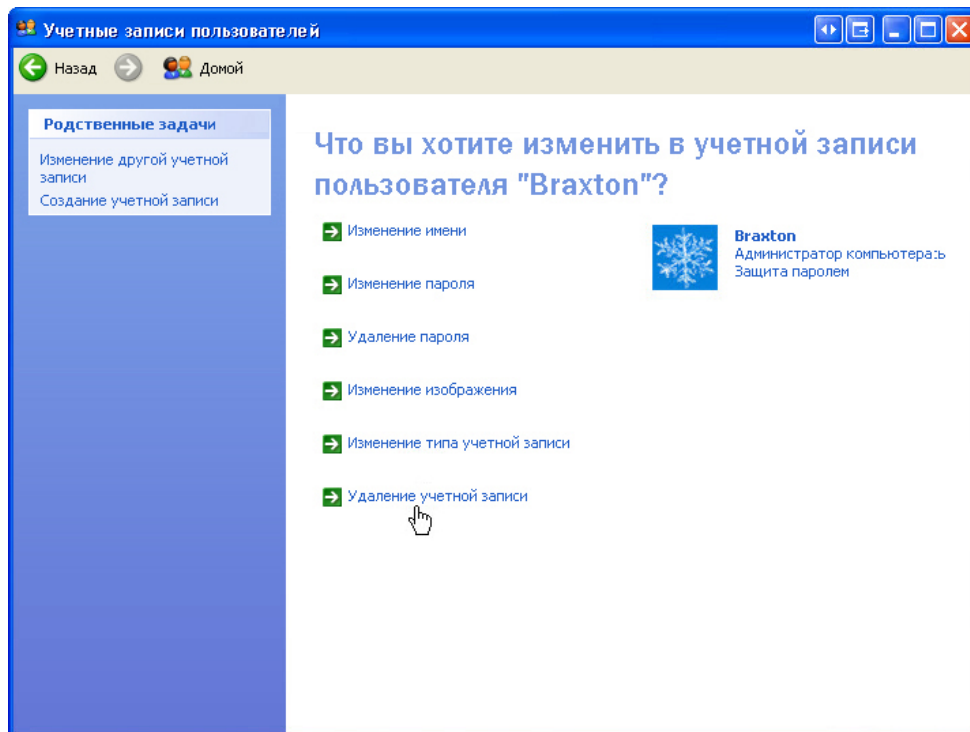 Учетные записи пользователей
Назад
Домой
Родственные задачи
Изменение другой учетной
записи
Создание учетной записи
Что вы хотите изменить в учетной записи
пользователя "Braxton"?
Изменение имени
Изменение пароля
Удаление пароля
Изменение изображения
Изменение типа учетной записи
Удаление учетной записи
Braxton
Администратор компьютераъ
Защита паролем